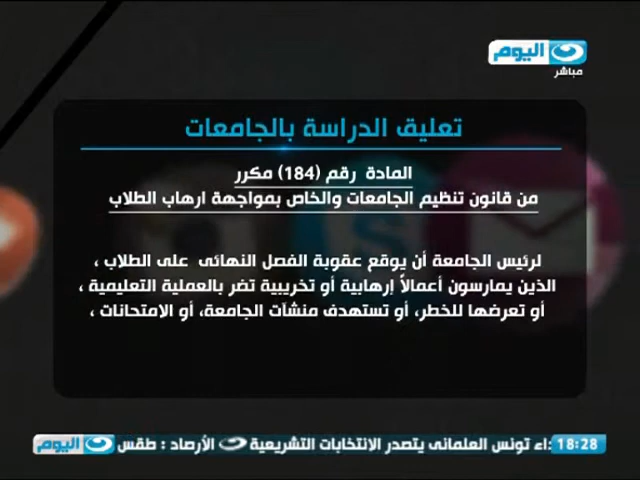 اليوم
مباشر
تعليق الدراسة بالجامعات
المادة رقم (184) مكرر
من قانون تنظيم الجامعات والخاص بمواجهة ارهاب الطلاب
لرئيس الجامعة أن يوقع عقوبة الفصل النهائى على الطلاب ،
الذين يمارسون أعمالاً إرهابية أو تخريبية تضر بالعملية التعليمية ،
أو تعرضها للخطر، أو تستهدف منشآت الجامعة، أو الامتحانات ،
18:28 داء تونس العلمانى يتصدر الانتخابات التشريعية الأرصاد : طقس اليوم